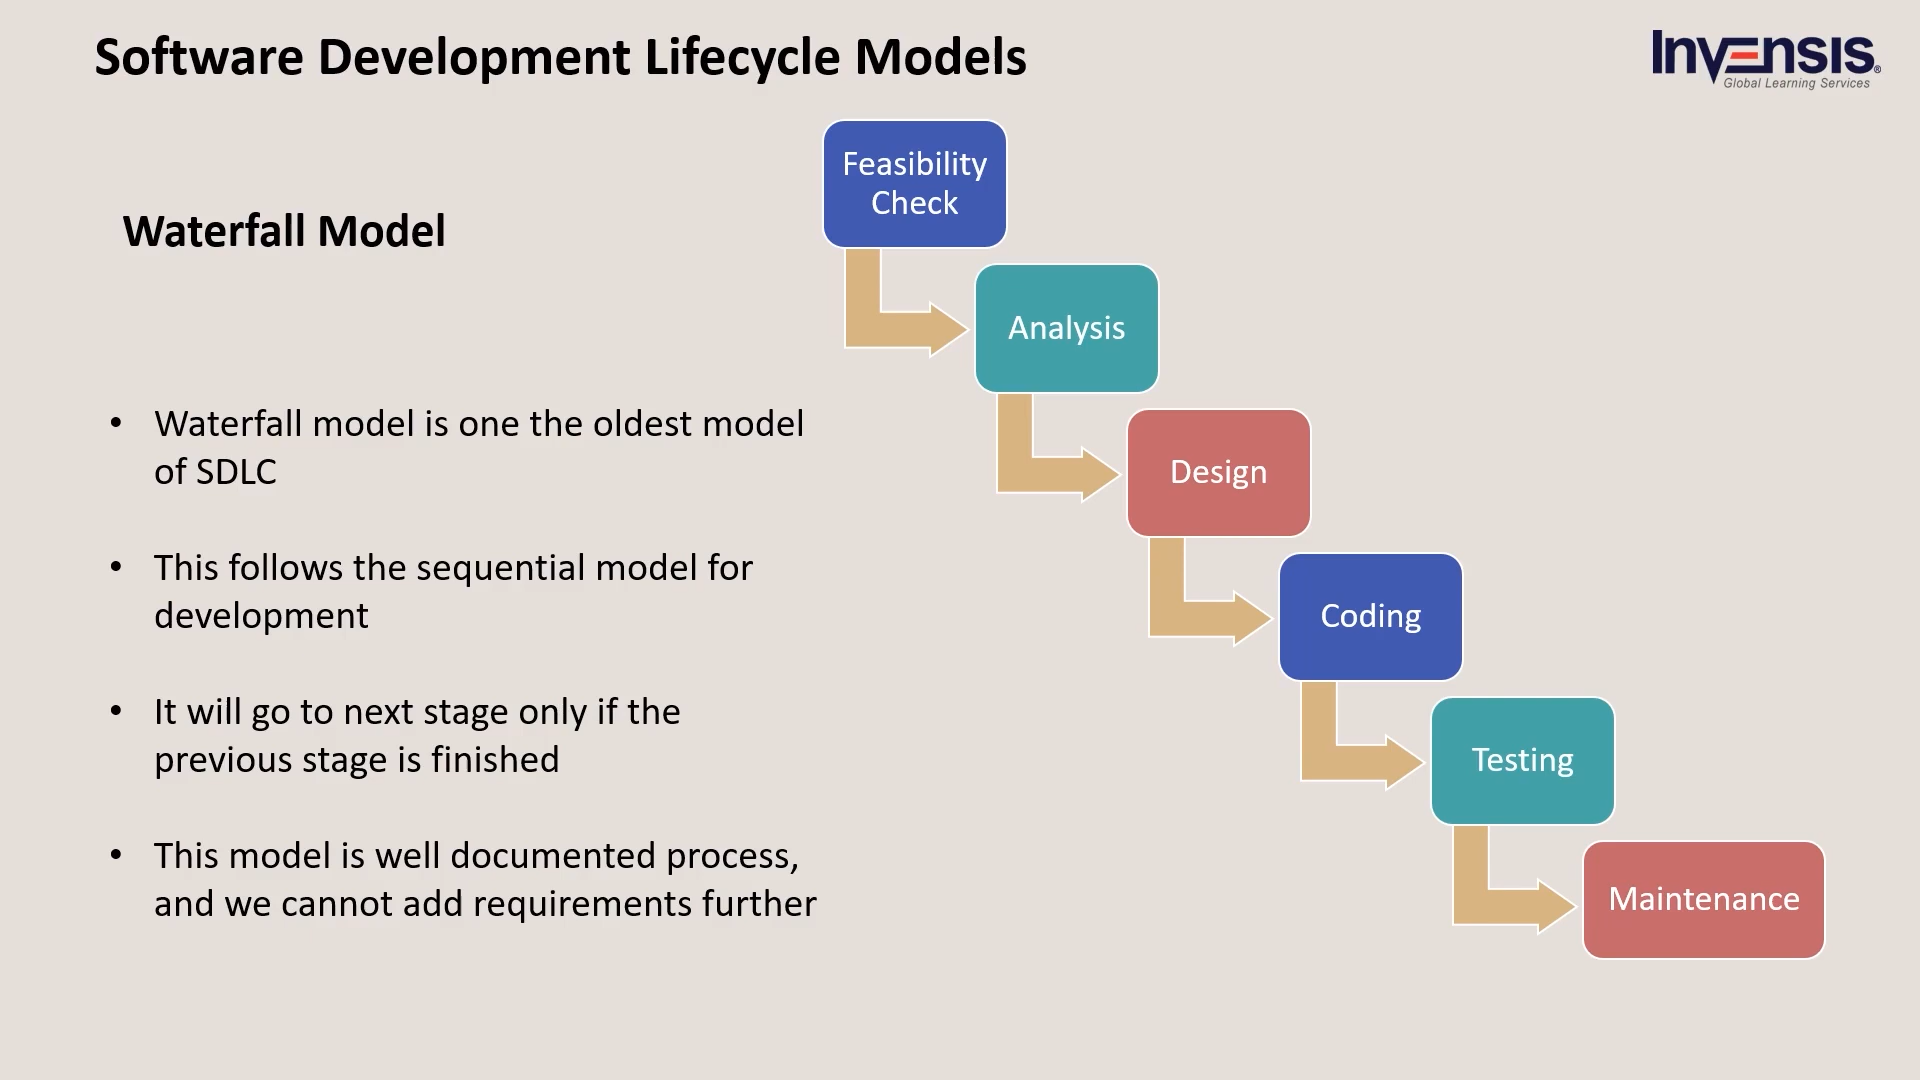 Software Development Lifecycle Models
Invensis®
Global Learning Services
Waterfall Model
• Waterfall model is one the oldest model
of SDLC
• This follows the sequential model for
development
• It will go to next stage only if the
previous stage is finished
• This model is well documented process,
and we cannot add requirements further
Feasibility
Check
Analysis
Design
Coding
Testing
Maintenance